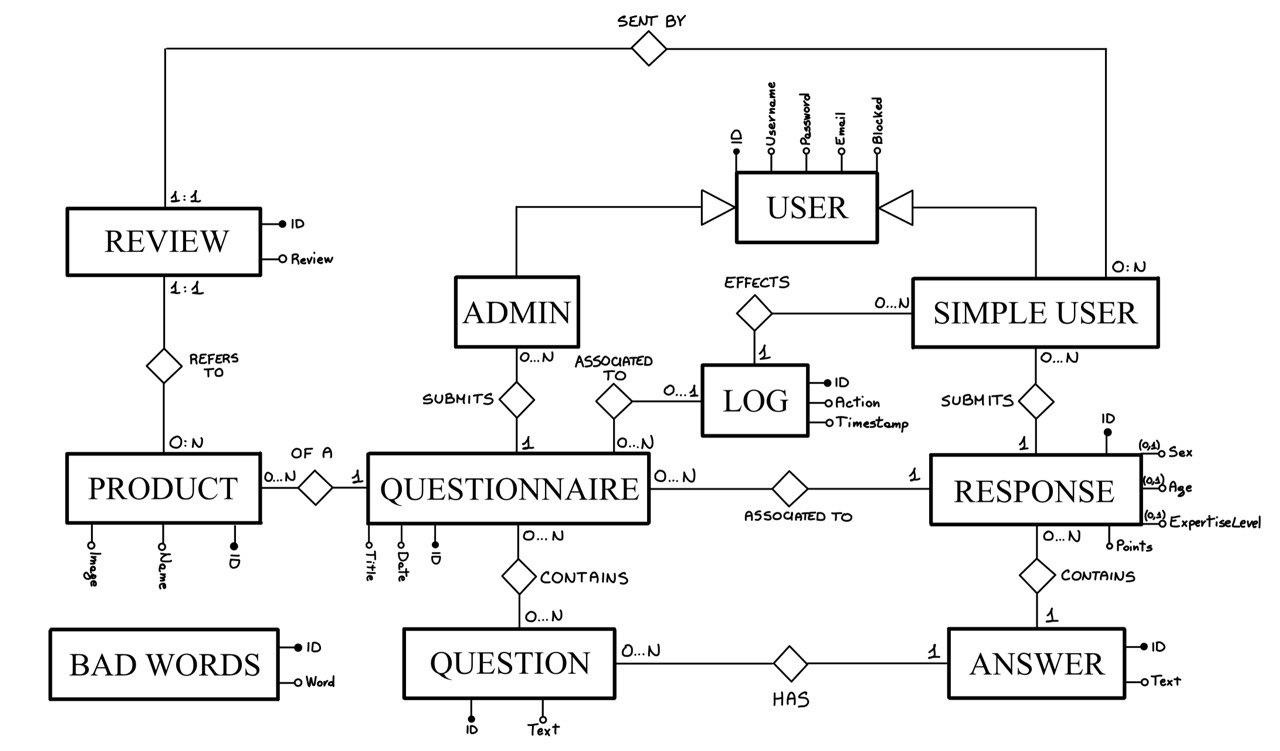 SENT BY
ID
Username
Password
Email
Blocked
1:1
USER
REVIEW
ID
Review
1:1
0:N
EFFECTS
ADMIN
0...N
SIMPLE USER
1
0...N
0...N
REFERS
TO
ASSOCIATED
TO
0...1
LOG
ID
Action
Timestamp
SUBMITS
SUBMITS
ID
0:N
1
0...N
1
(0,1) Sex
OF A
PRODUCT
0...N
1
QUESTIONNAIRE
0...N
ASSOCIATED TO
1
RESPONSE
(0,1) Age
(0,1) ExpertiseLevel
Image
Name
ID
Title
Date
ID
0...N
0...N
Points
CONTAINS
CONTAINS
0...N
1
BAD WORDS
ID
Word
QUESTION
0...N
HAS
1
ANSWER
ID
Text
ID
Text